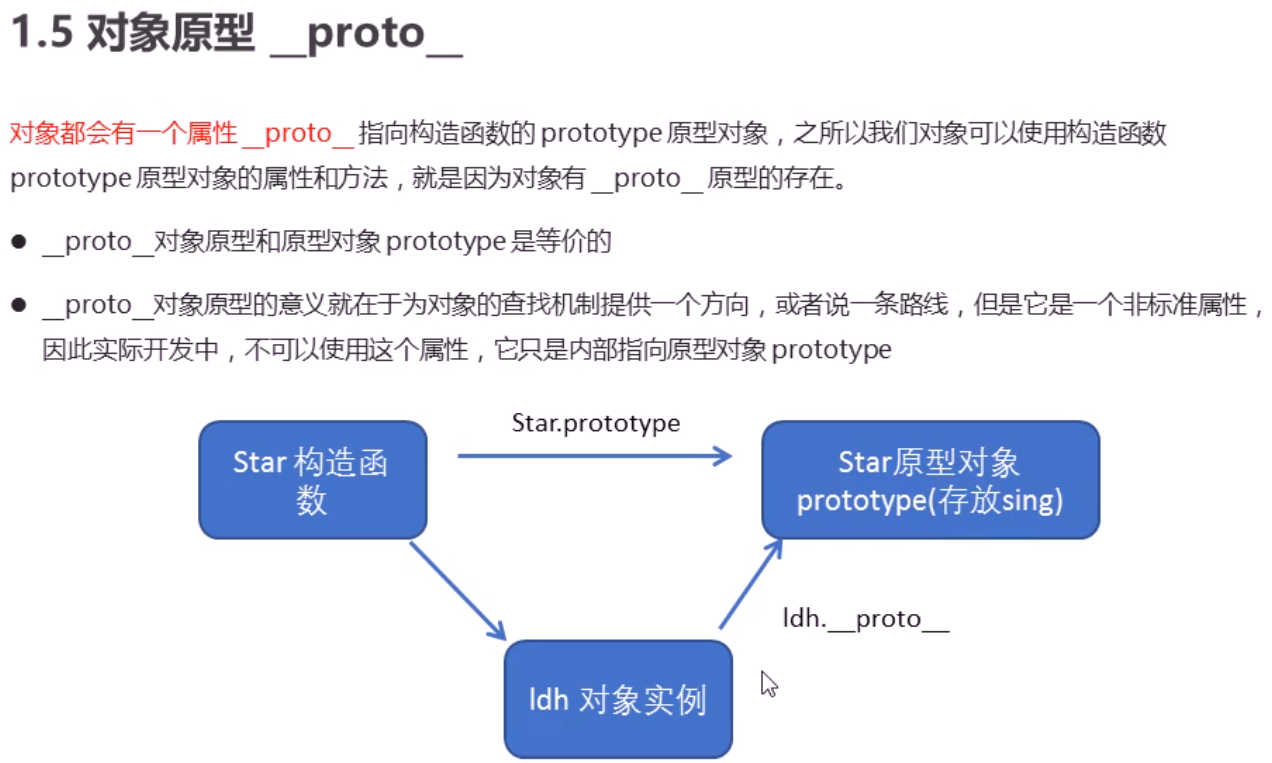 1.5 对象原型 __proto__
对象都会有一个属性 __proto__ 指向构造函数的 prototype 原型对象，之所以我们对象可以使用构造函数
prototype 原型对象的属性和方法，就是因为对象有 __proto__ 原型的存在。
● __proto__对象原型和原型对象 prototype 是等价的
● __proto__对象原型的意义就在于为对象的查找机制提供一个方向，或者说一条路线，但是它是一个非标准属性，
因此实际开发中，不可以使用这个属性，它只是内部指向原型对象 prototype
Star.prototype
Star 构造函
数
Star原型对象
prototype(存放sing)
ldh.__proto__
ldh 对象实例